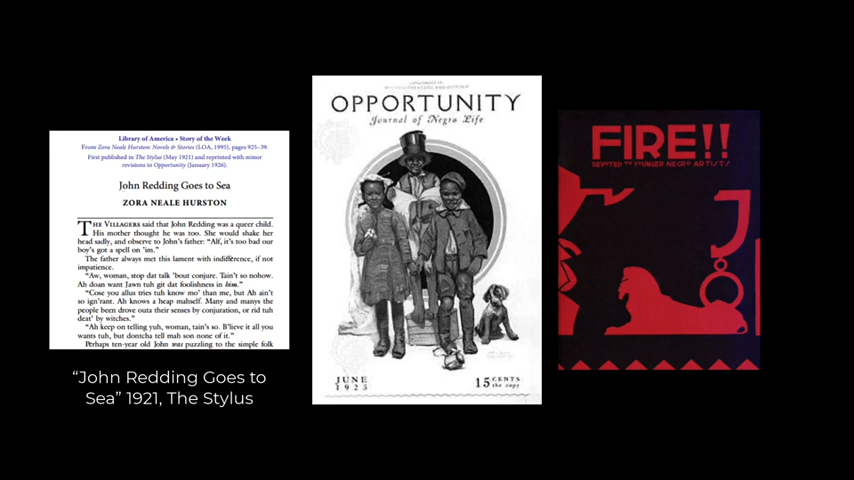 Library of America • Story of the Week
From Zora Neale Hurston: Novels & Stories (LOA, 1995), pages 925–39.
First published in The Stylus (May 1921) and reprinted with minor
revisions in Opportunity (January 1926).
John Redding Goes to Sea
ZORA NEALE HURSTON
THE VILLAGERS said that John Redding was a queer child.
His mother thought he was too. She would shake her
head sadly, and observe to John's father: “Alf, it's too bad our
boy's got a spell on 'im.”
The father always met this lament with indifference, if not
impatience.
“Aw, woman, stop dat talk 'bout conjure. Tain't so nohow.
Ah doan want Jawn tuh git dat foolishness in him.”
“Cose you allus tries tuh know mo' than me, but Ah ain't
so ign'rant. Ah knows a heap mahself. Many and manys the
people been drove outa their senses by conjuration, or rid tuh
deat' by witches.”
“Ah keep on telling yuh, woman, tain's so. B'lieve it all you
wants tuh, but dontcha tell mah son none of it.”
Perhaps ten-year old John was puzzling to the simple folk
“John Redding Goes to
Sea” 1921, The Stylus
OPPORTUNITY
Journal of Negro Life
JUNE
1925
15 CENTS
the copy
FIRE!!
DEVOTED TO YOUNGER NEGRO ARTISTS